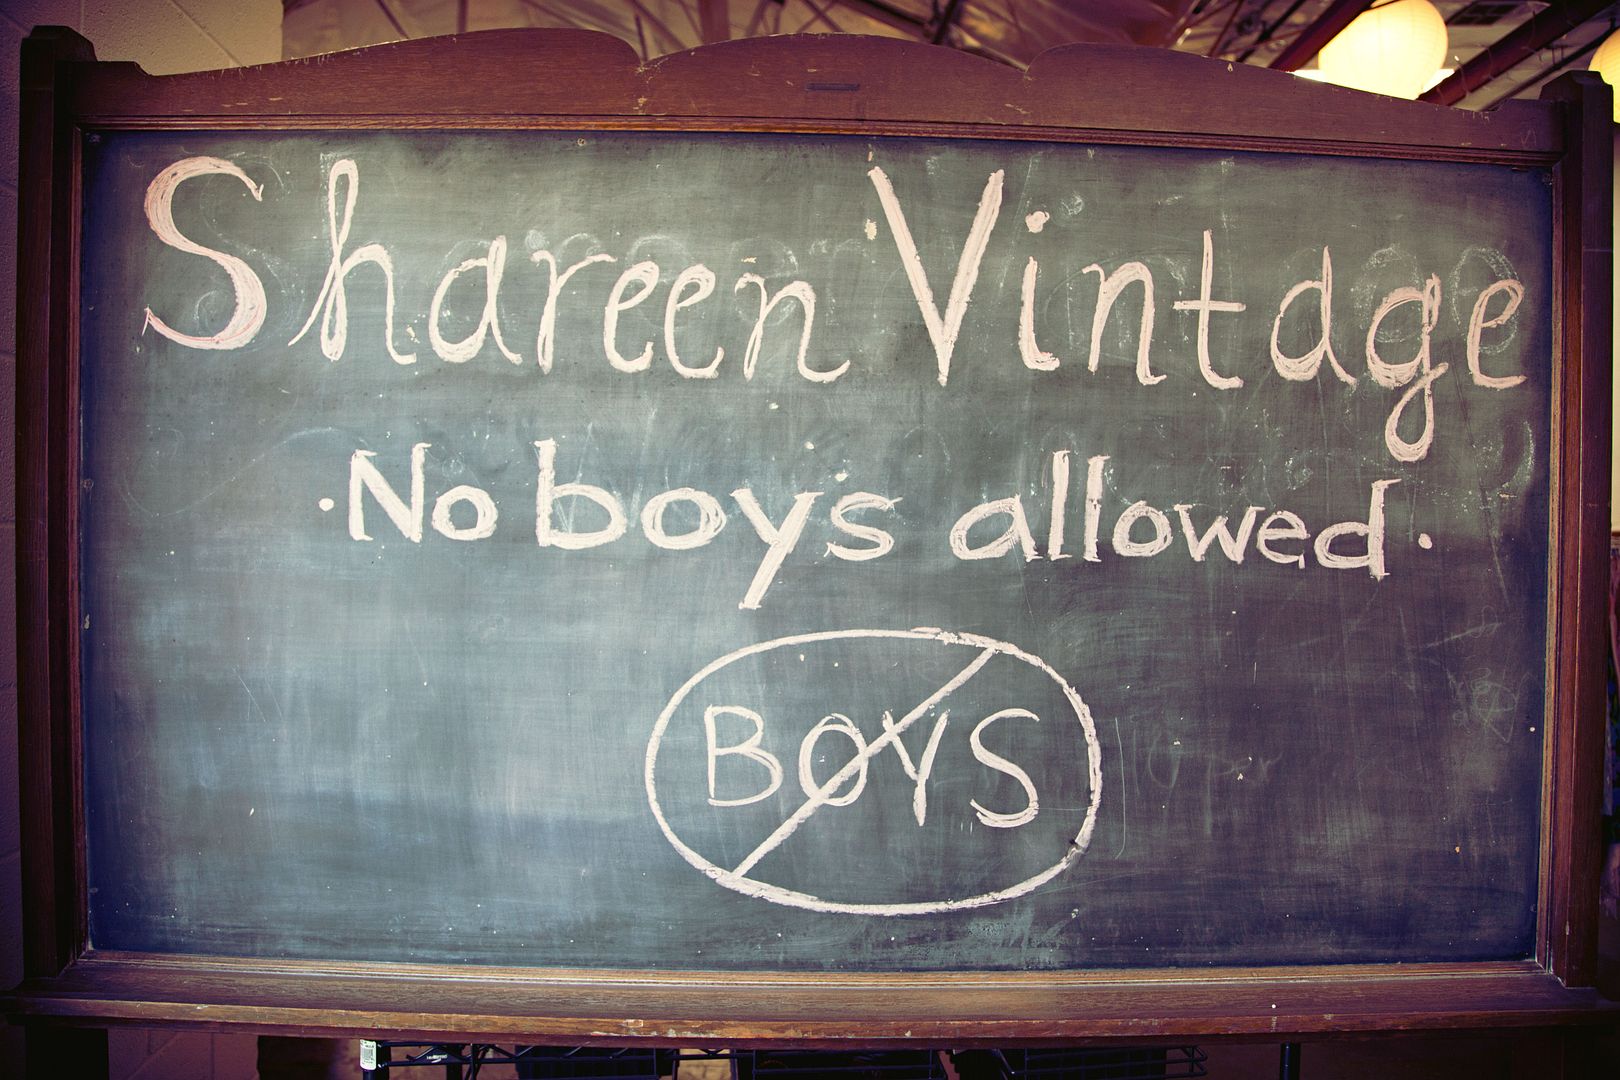 Shareen Vintage
·No boys allowed·
BOYS